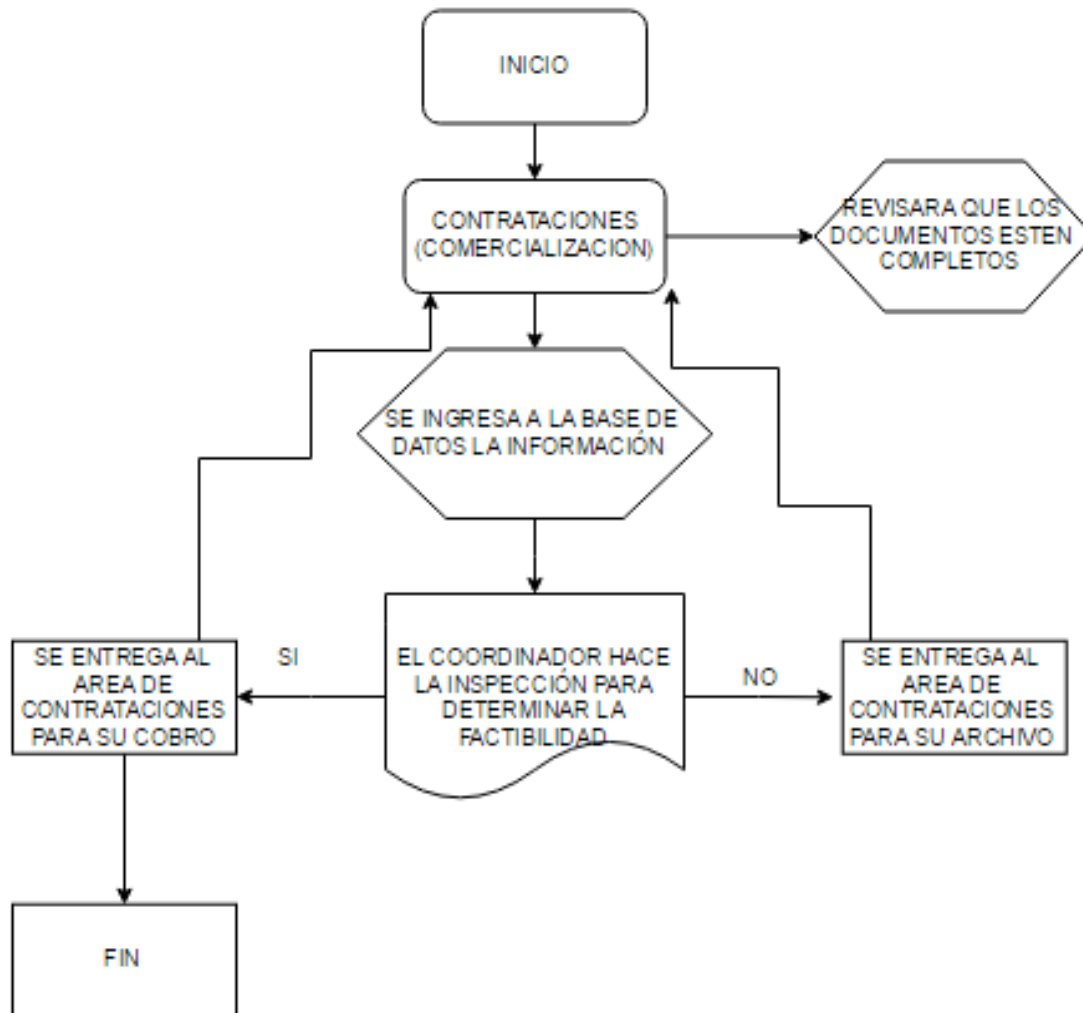 INICIO
CONTRATACIONES
(COMERCIALIZACION)
REVISARA QUE LOS
DOCUMENTOS ESTEN
COMPLETOS
SE INGRESA A LA BASE DE
DATOS LA INFORMACIÓN
SE ENTREGA AL
AREA DE
CONTRATACIONES
PARA SU COBRO
SI
EL COORDINADOR HACE
LA INSPECCIÓN PARA
DETERMINAR LA
FACTIBILIDAD
NO
SE ENTREGA AL
AREA DE
CONTRATACIONES
PARA SU ARCHIVO
FIN